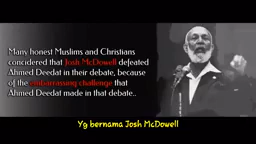 Many honest Muslims and Christians
concidered that Josh McDowell defeated
Ahmed Deedat in their debate, because
of the embarrassing challenge that
Ahmed Deedat made in that debate..
Yg bernama Josh McDowell